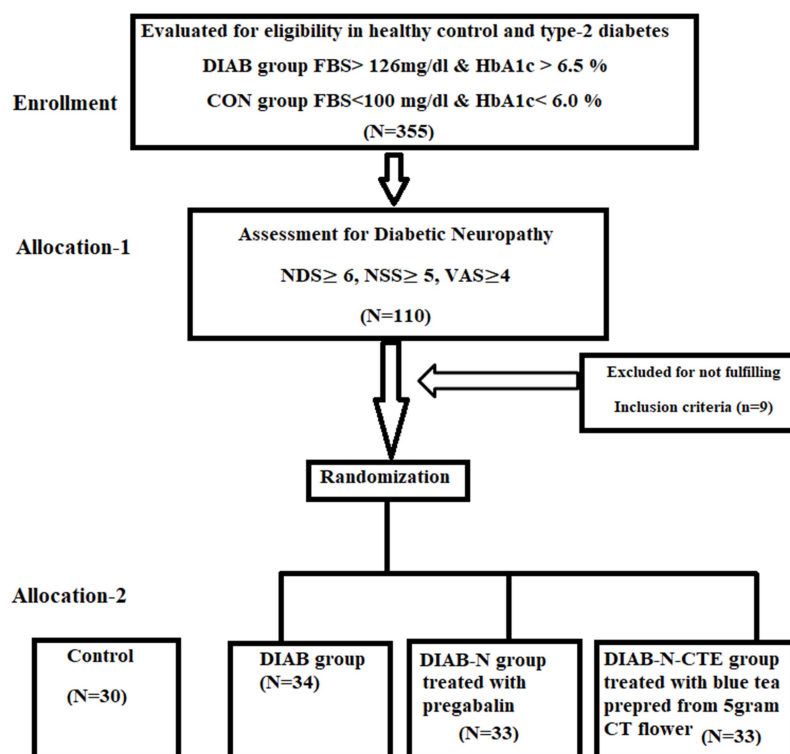 Evaluated for eligibility in healthy control and type-2 diabetes
DIAB group FBS> 126mg/dl & HbA1c > 6.5 %
CON group FBS<100 mg/dl & HbA1c< 6.0 %
(N=355)
Enrollment
Allocation-1
Assessment for Diabetic Neuropathy
NDS≥ 6, NSS≥ 5, VAS≥4
(N=110)
Excluded for not fulfilling
Inclusion criteria (n=9)
Randomization
Allocation-2
Control
(N=30)
DIAB group
(N=34)
DIAB-N group
treated with
pregabalin
(N=33)
DIAB-N-CTE group
treated with blue tea
prepred from 5gram
CT flower (N=33)